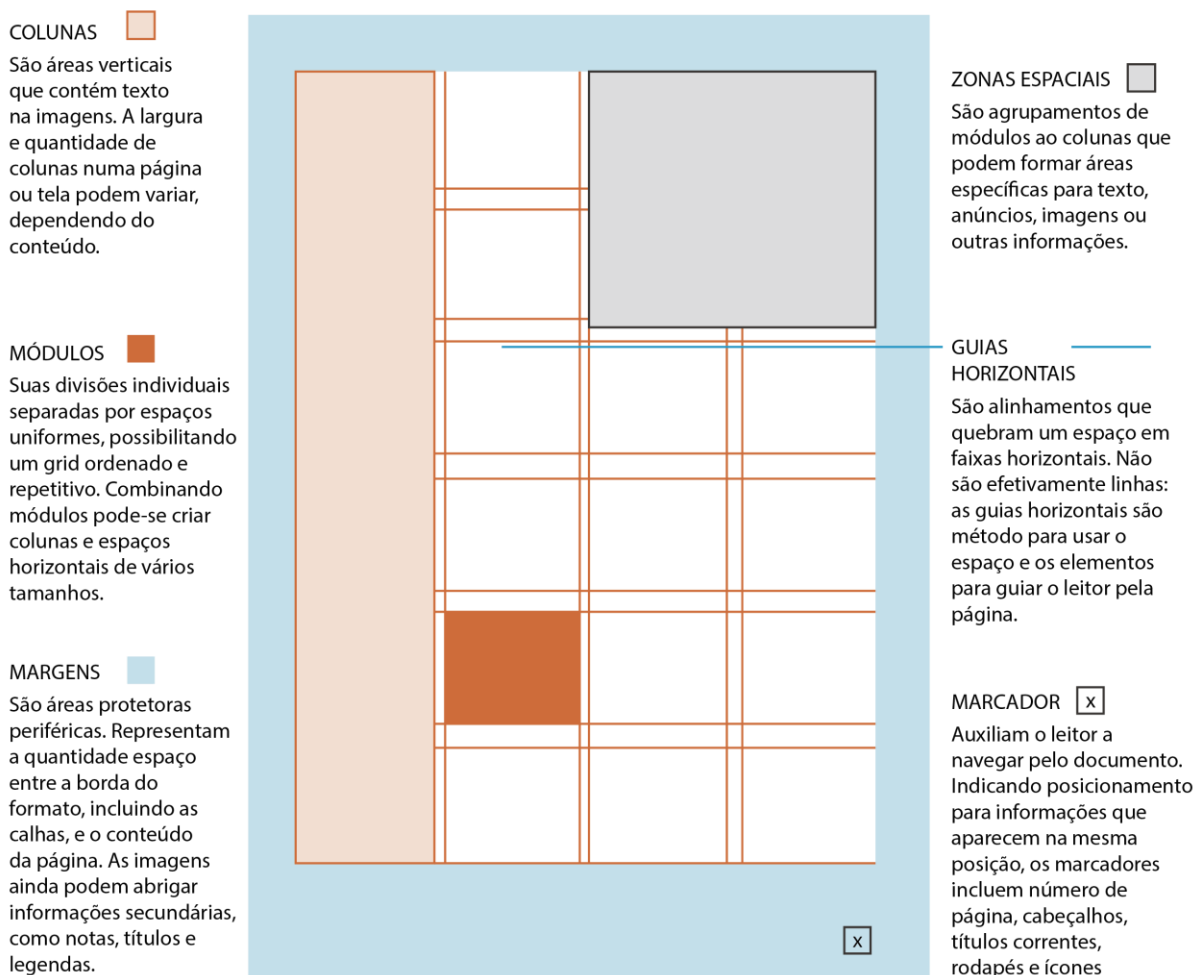 COLUNAS
São áreas verticais
que contém texto
na imagens. A largura
e quantidade de
colunas numa página
ou tela podem variar,
dependendo do
conteúdo.
MÓDULOS
Suas divisões individuais
separadas por espaços
uniformes, possibilitando
um grid ordenado e
repetitivo. Combinando
módulos pode-se criar
colunas e espaços
horizontais de vários
tamanhos.
MARGENS
São áreas protetoras
periféricas. Representam
a quantidade espaço
entre a borda do
formato, incluindo as
calhas, e o conteúdo
da página. As imagens
ainda podem abrigar
informações secundárias,
como notas, títulos e
legendas.
x
ZONAS ESPACIAIS
São agrupamentos de
módulos ao colunas que
podem formar áreas
específicas para texto,
anúncios, imagens ou
outras informações.
GUIAS
HORIZONTAIS
São alinhamentos que
quebram um espaço em
faixas horizontais. Não
são efetivamente linhas:
as guias horizontais são
método para usar o
espaço e os elementos
para guiar o leitor pela
página.
MARCADOR x
Auxiliam o leitor a
navegar pelo documento.
Indicando posicionamento
para informações que
aparecem na mesma
posição, os marcadores
incluem número de
página, cabeçalhos,
títulos correntes,
rodapés e ícones